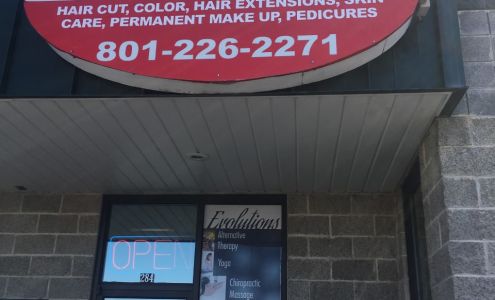 HAIR CUT, COLOR, HAIR EXTENSIONS, SKIN
CARE, PERMANENT MAKE UP, PEDICURES
801-226-2271
Evolutions
Alternative
Therapy
Yoga
Chiropractic
Massage
OPEN
284